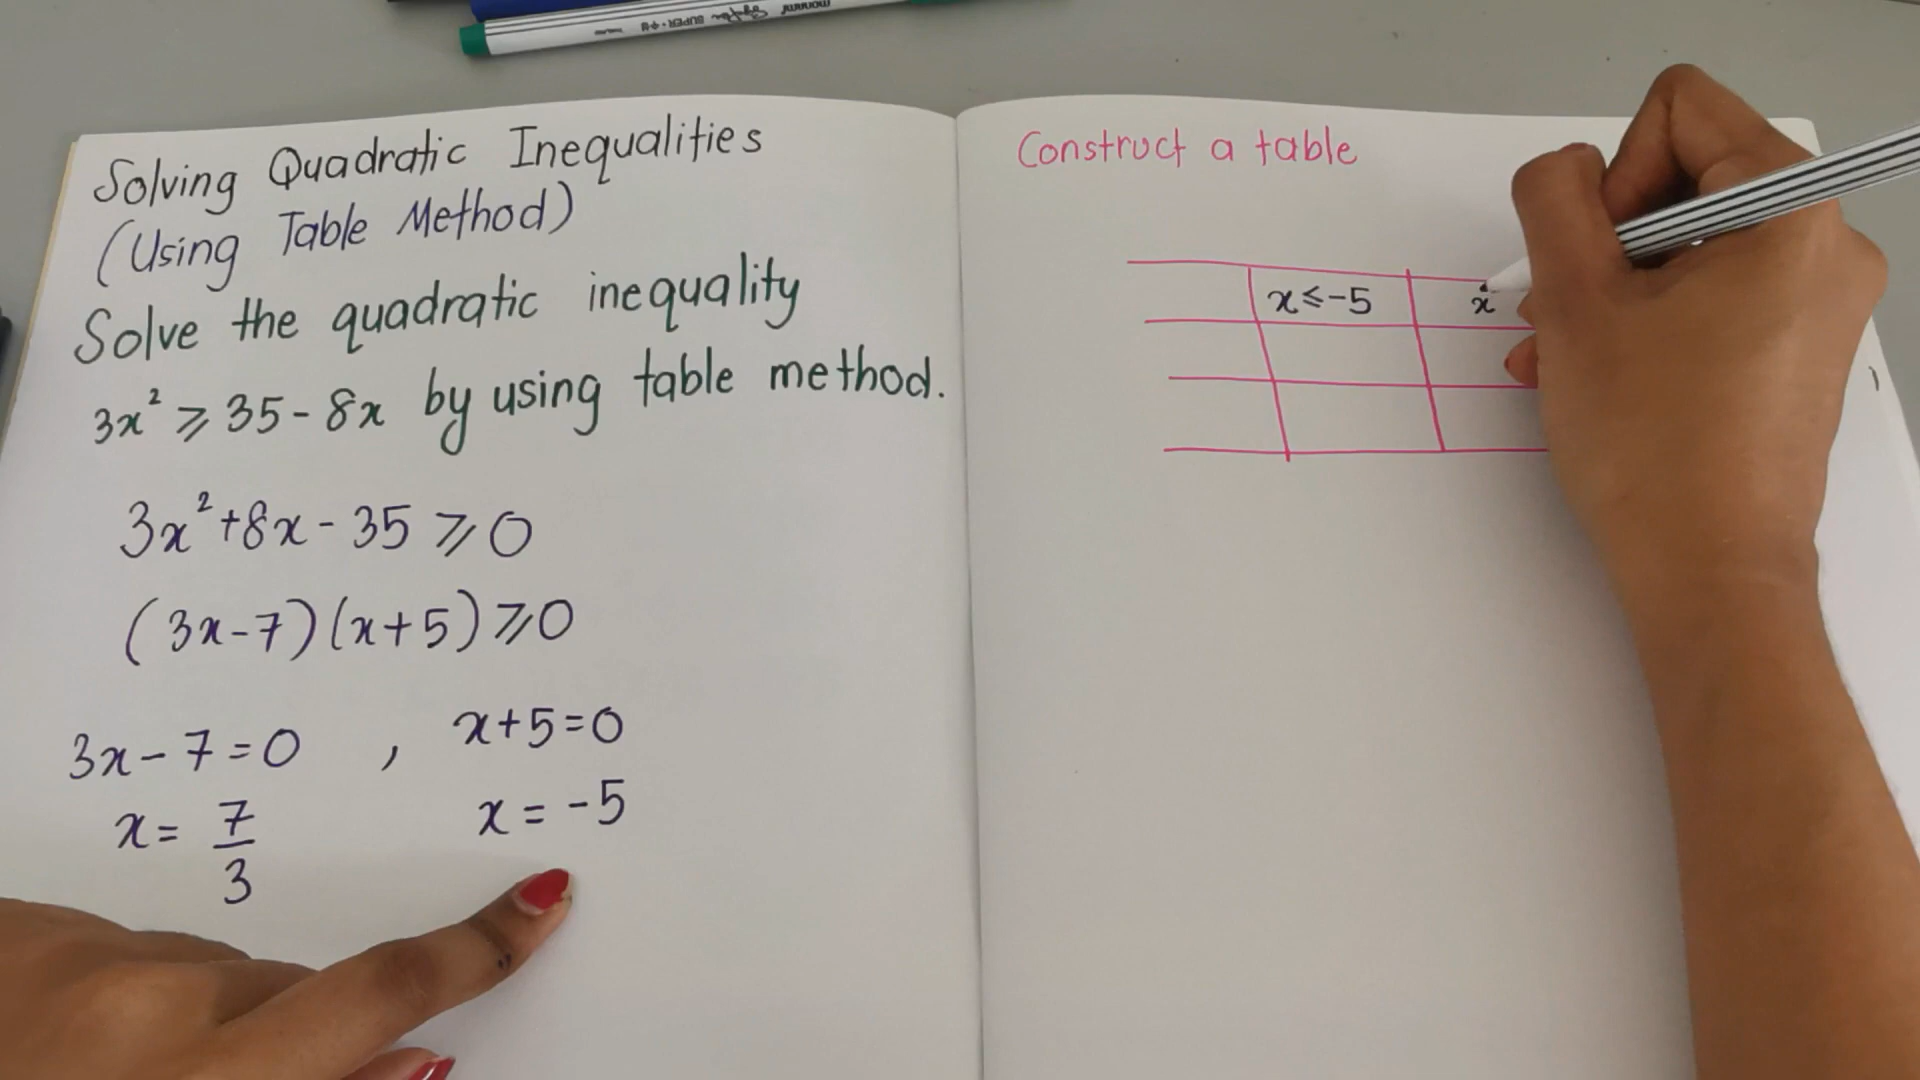 Solving Quadratic Inequalities
(Using Table Method)
Solve the quadratic inequality
3x² ⩾ 35 - 8x by using table method.
3x² + 8x - 35 ⩾ 0
(3x - 7)(x + 5) ⩾ 0
3x - 7 = 0 , x + 5 = 0
x = 7/3 x = -5
Construct a table
x ⩽ -5 x
SUPER